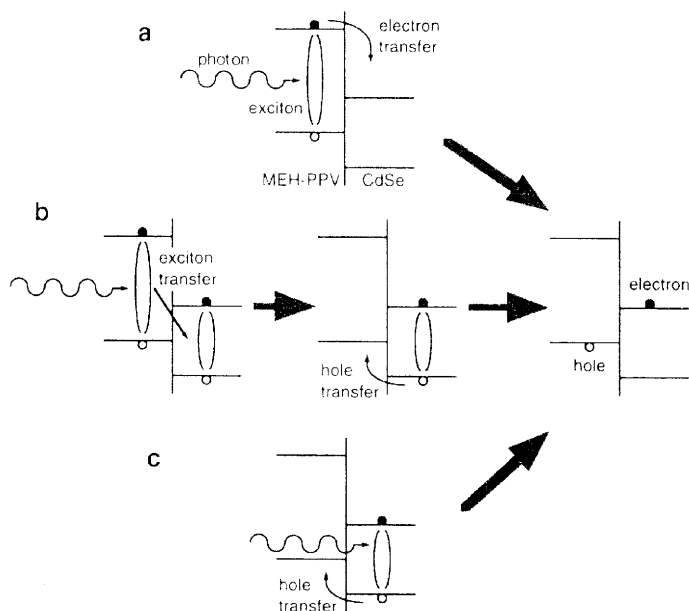 a
electron
transfer
photon
exciton
MEH-PPV
CdSe
b
exciton
transfer
hole
transfer
electron
hole
c
hole
transfer